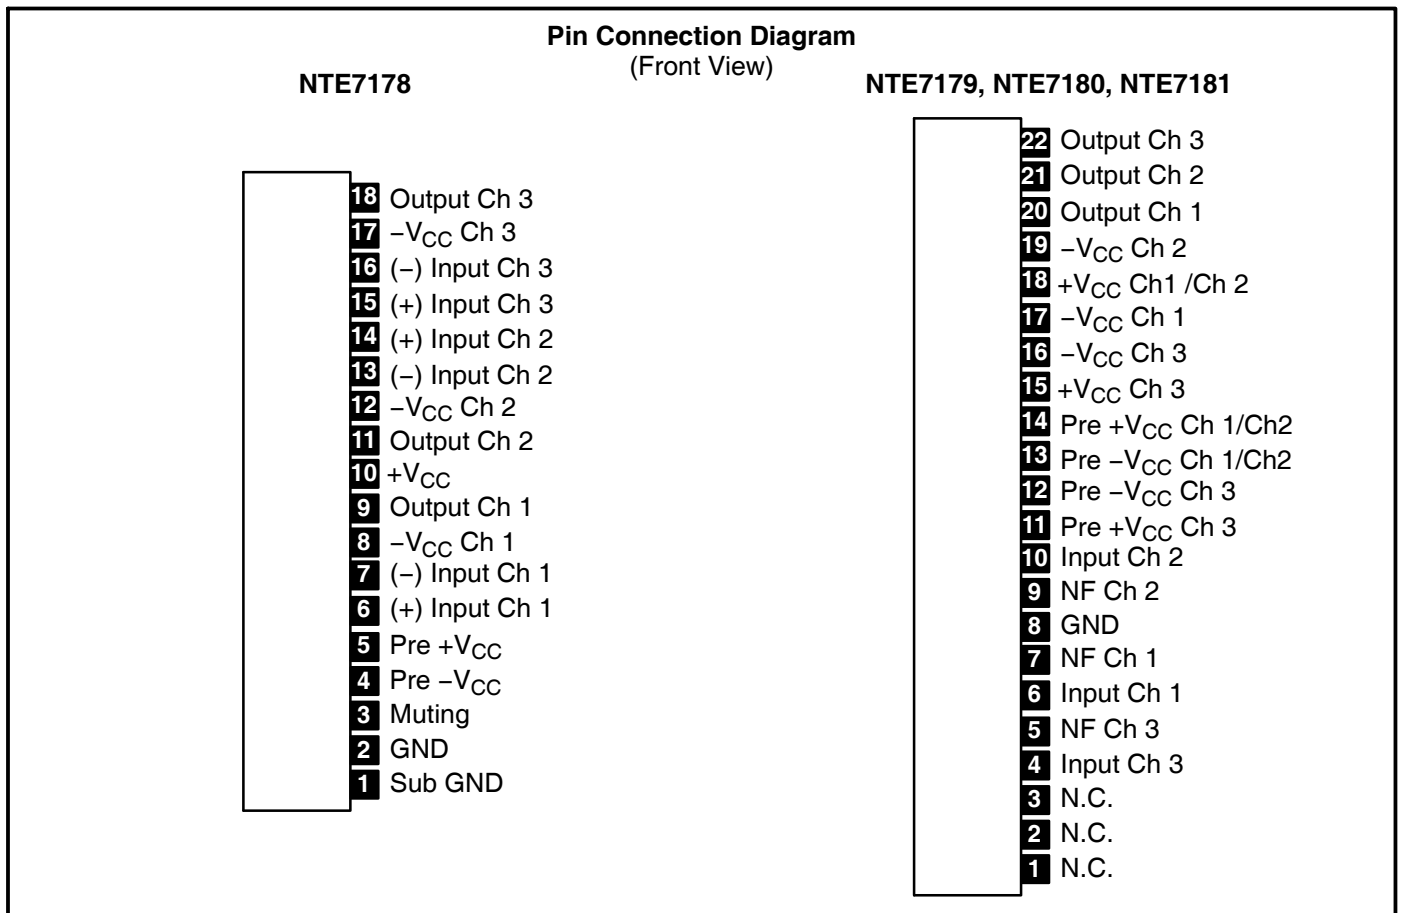 Pin Connection Diagram
(Front View)
NTE7178
18 Output Ch 3
17 −VCC Ch 3
16 (−) Input Ch 3
15 (+) Input Ch 3
14 (+) Input Ch 2
13 (−) Input Ch 2
12 −VCC Ch 2
11 Output Ch 2
10 +VCC
9 Output Ch 1
8 −VCC Ch 1
7 (−) Input Ch 1
6 (+) Input Ch 1
5 Pre +VCC
4 Pre −VCC
3 Muting
2 GND
1 Sub GND
NTE7179, NTE7180, NTE7181
22 Output Ch 3
21 Output Ch 2
20 Output Ch 1
19 −VCC Ch 2
18 +VCC Ch1 /Ch 2
17 −VCC Ch 1
16 −VCC Ch 3
15 +VCC Ch 3
14 Pre +VCC Ch 1/Ch2
13 Pre −VCC Ch 1/Ch2
12 Pre −VCC Ch 3
11 Pre +VCC Ch 3
10 Input Ch 2
9 NF Ch 2
8 GND
7 NF Ch 1
6 Input Ch 1
5 NF Ch 3
4 Input Ch 3
3 N.C.
2 N.C.
1 N.C.